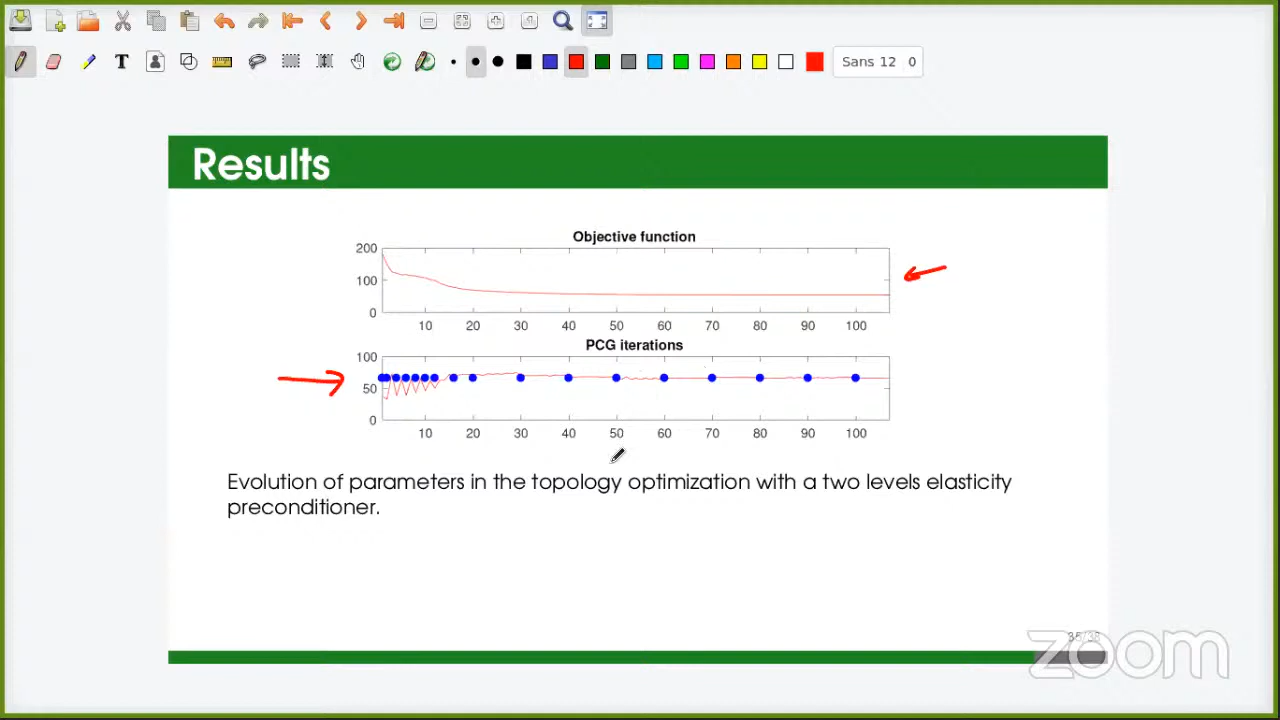 Sans 12 0
Results
Objective function
200
100
0
10 20 30 40 50 60 70 80 90 100
PCG iterations
100
50
0
10 20 30 40 50 60 70 80 90 100
Evolution of parameters in the topology optimization with a two levels elasticity
preconditioner.
zoom